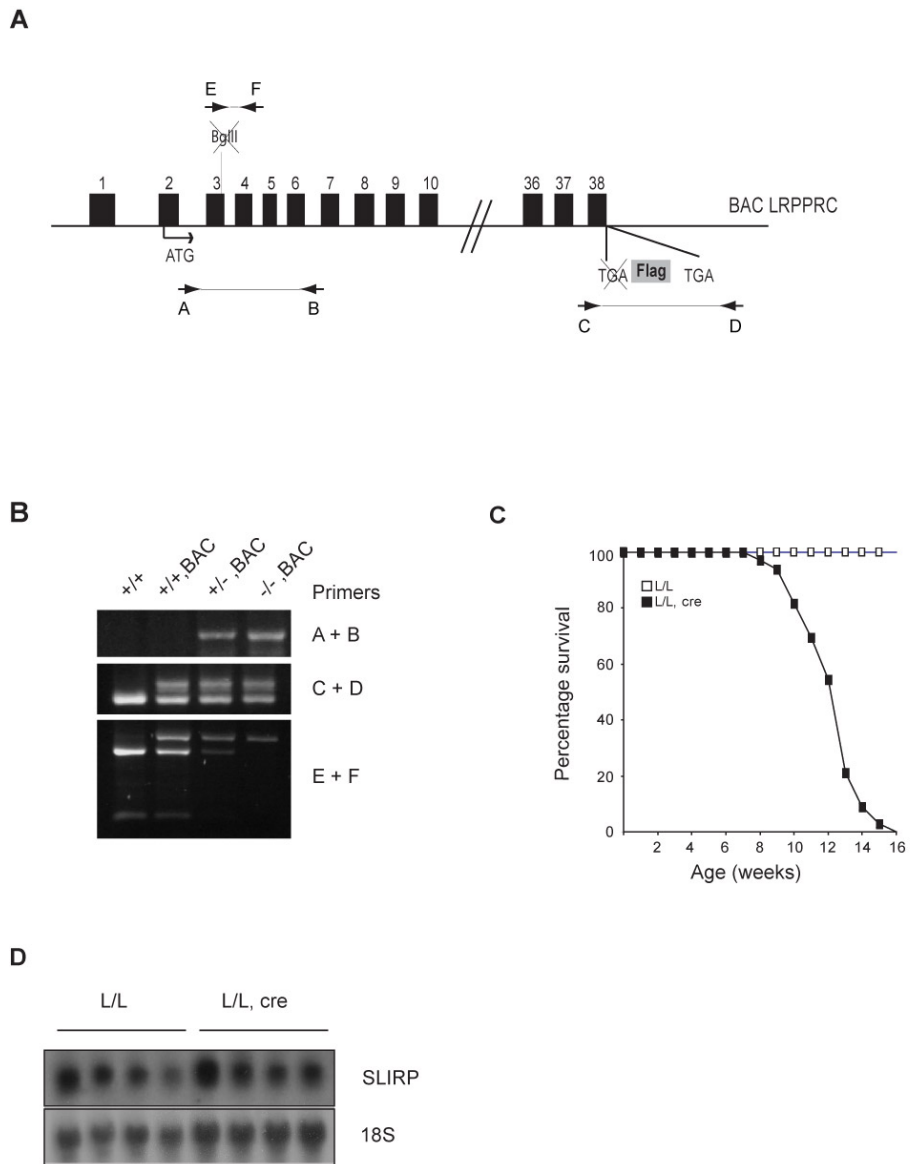 A
E F
BglII
1 2 3 4 5 6 7 8 9 10 36 37 38
BAC LRPPRC
ATG
TGA Flag TGA
A B
C D
B
+/+ +/+,BAC +/-,BAC -/-,BAC
Primers
A + B
C + D
E + F
C
Percentage survival
100
80
60
40
20
0
L/L
L/L, cre
2 4 6 8 10 12 14 16
Age (weeks)
D
L/L L/L, cre
SLIRP
18S